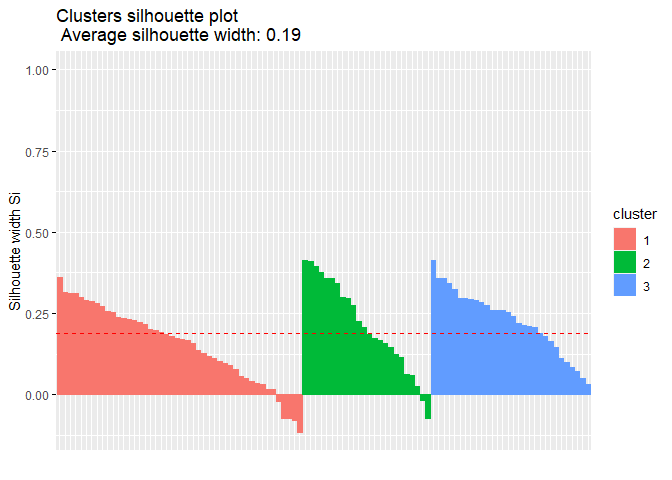 Clusters silhouette plot
Average silhouette width: 0.19
1.00
0.75
0.50
0.25
0.00
Silhouette width Si
cluster
1
2
3